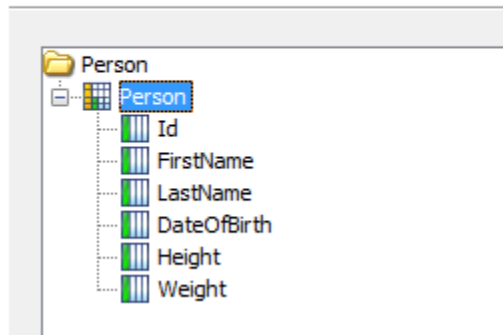 Person
Person
Id
FirstName
LastName
DateOfBirth
Height
Weight